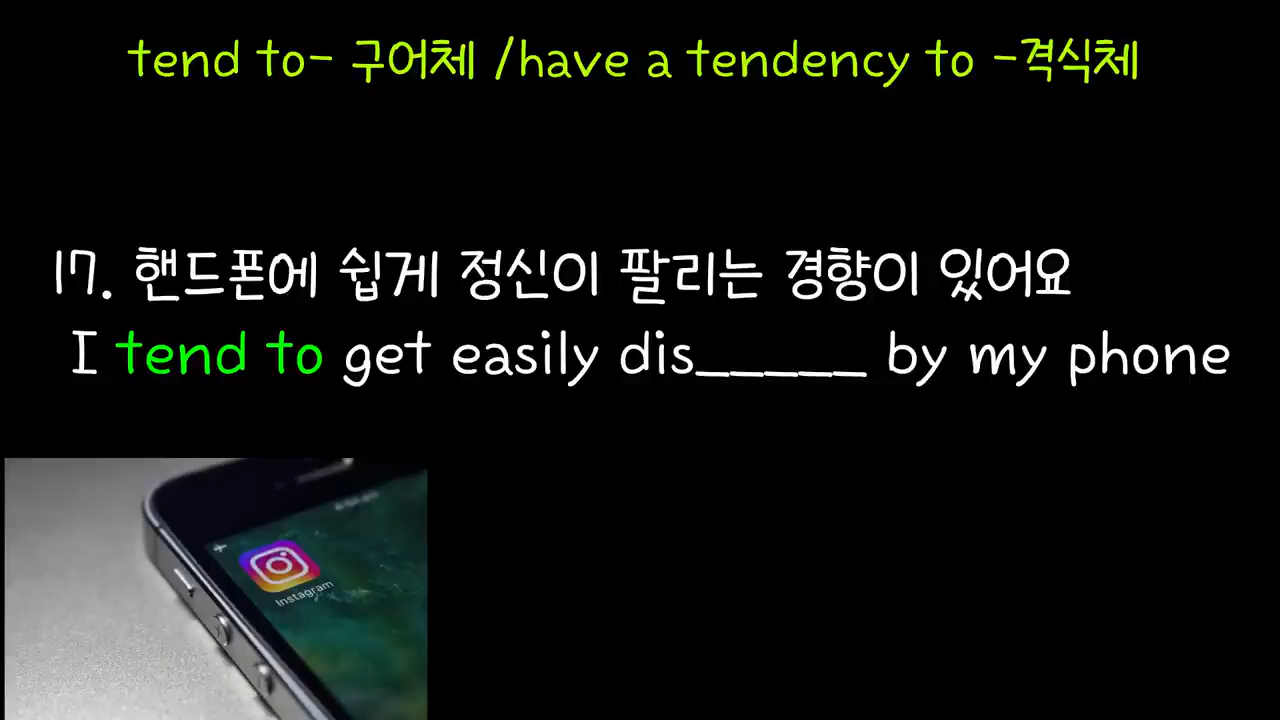 tend to- 구어체 /have a tendency to -격식체
17. 핸드폰에 쉽게 정신이 팔리는 경향이 있어요
I tend to get easily dis_____ by my phone
Instagram